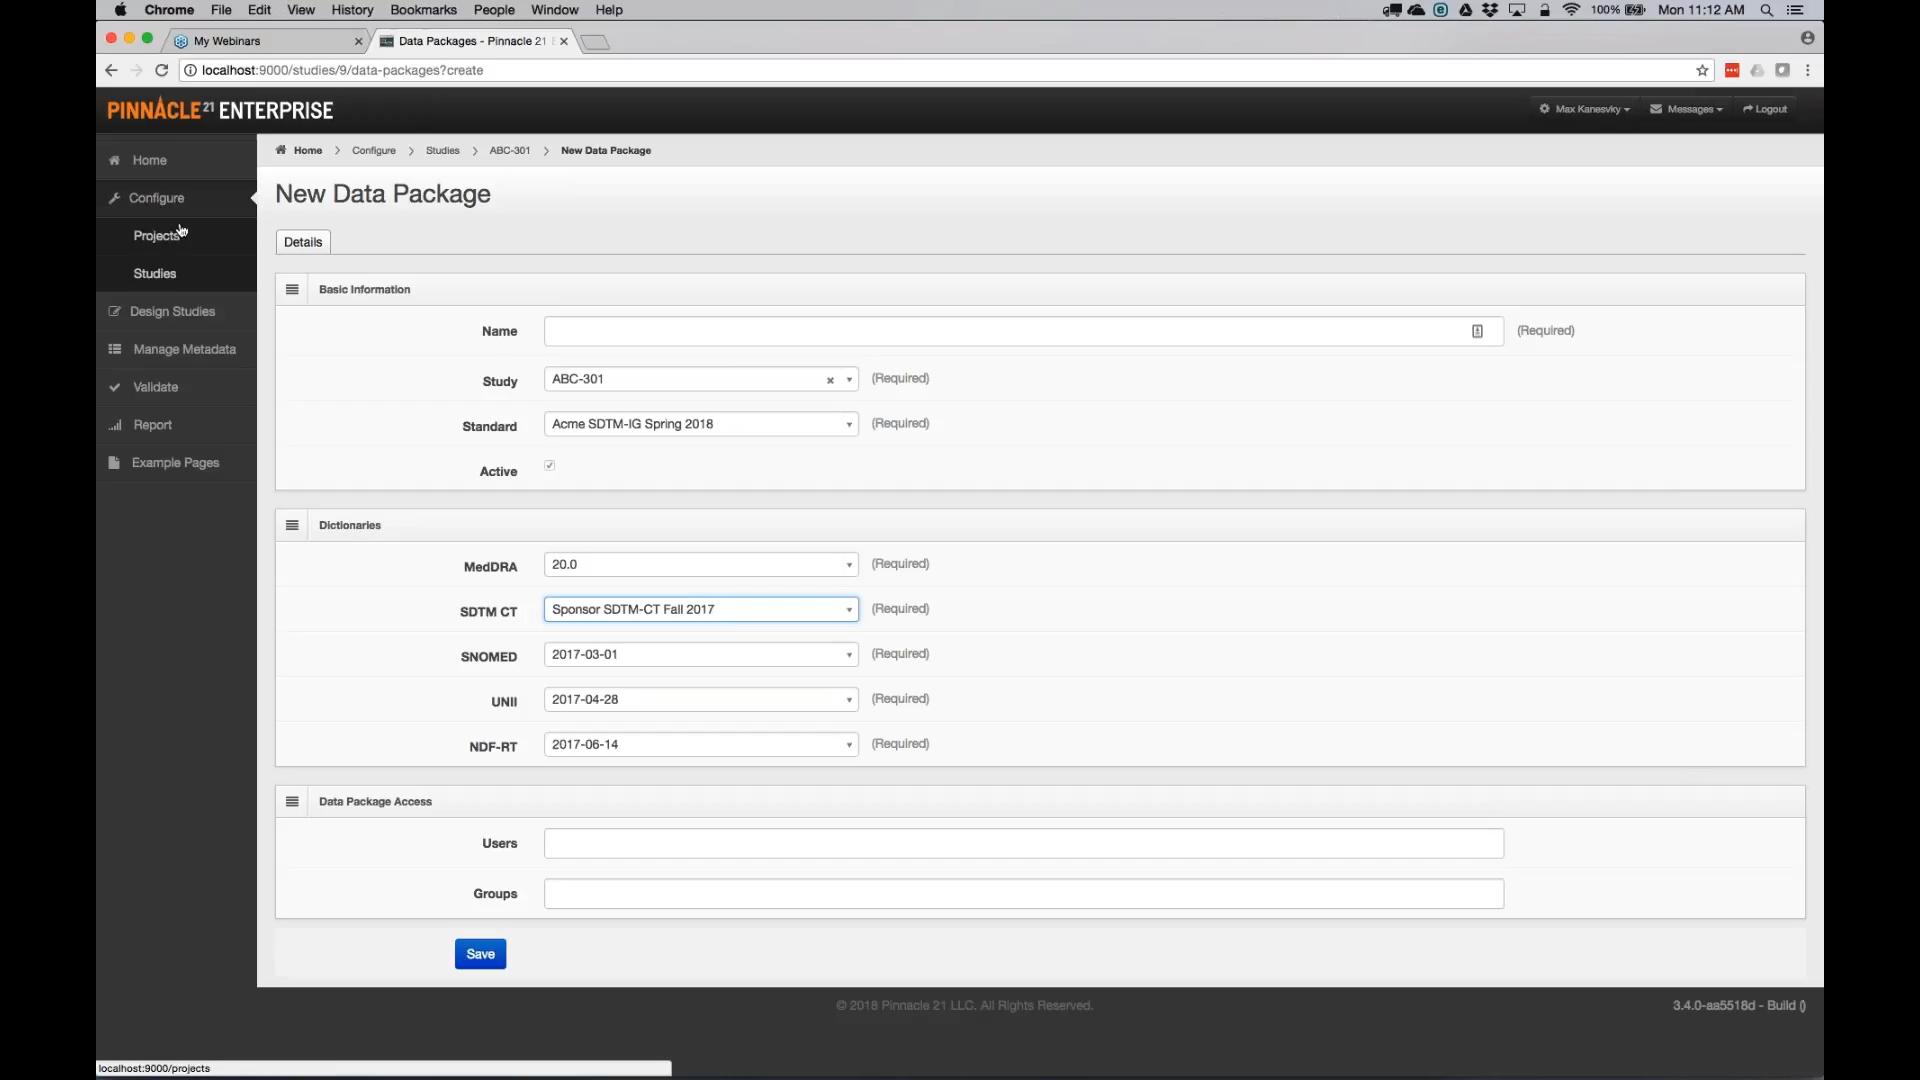 Chrome File Edit View History Bookmarks People Window Help 100% Mon 11:12 AM
My Webinars Data Packages - Pinnacle 21
localhost:9000/studies/9/data-packages?create
PINNACLE 21 ENTERPRISE Max Kanesvky Messages Logout
Home
Configure
Projects
Studies
Design Studies
Manage Metadata
Validate
Report
Example Pages
Home > Configure > Studies > ABC-301 > New Data Package
New Data Package
Details
Basic Information
Name (Required)
Study ABC-301 (Required)
Standard Acme SDTM-IG Spring 2018 (Required)
Active
Dictionaries
MedDRA 20.0 (Required)
SDTM CT Sponsor SDTM-CT Fall 2017 (Required)
SNOMED 2017-03-01 (Required)
UNII 2017-04-28 (Required)
NDF-RT 2017-06-14 (Required)
Data Package Access
Users
Groups
Save
© 2018 Pinnacle 21 LLC. All Rights Reserved. 3.4.0-aa5518d - Build ()
localhost:9000/projects